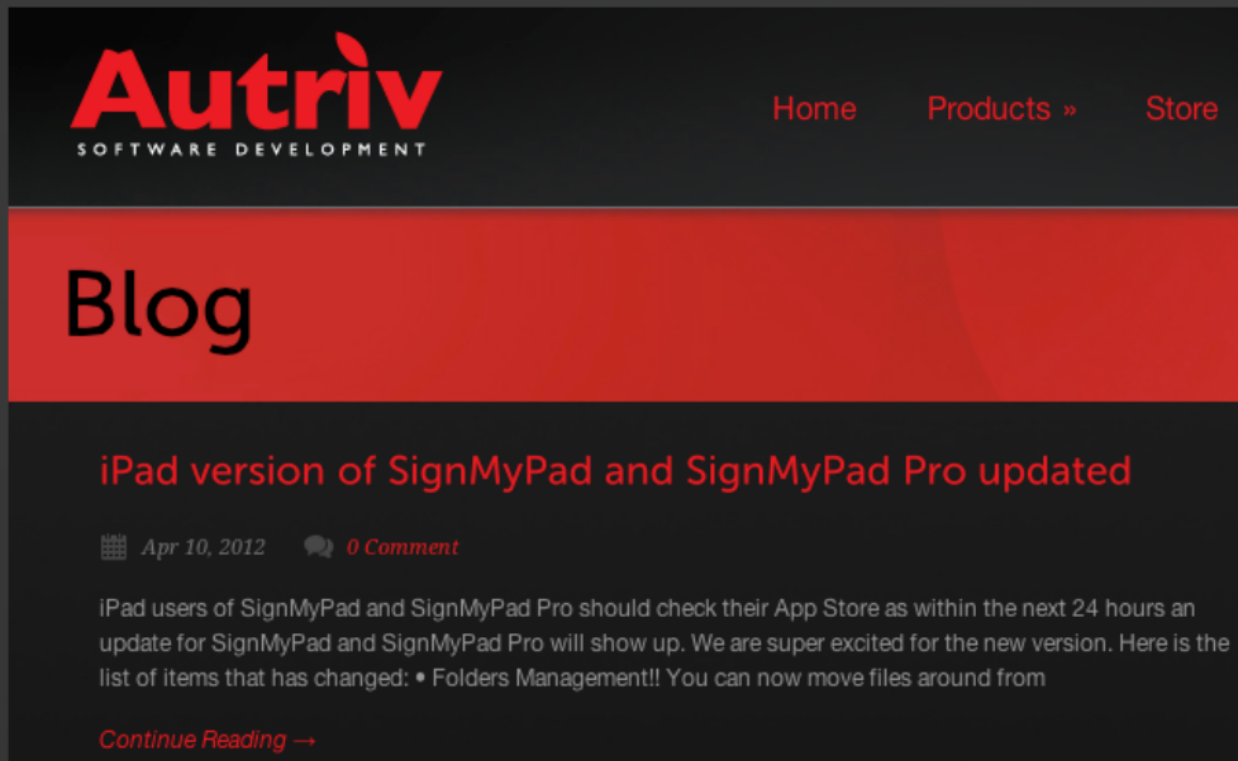 Autriv
SOFTWARE DEVELOPMENT
Home Products » Store
Blog
iPad version of SignMyPad and SignMyPad Pro updated
Apr 10, 2012 0 Comment
iPad users of SignMyPad and SignMyPad Pro should check their App Store as within the next 24 hours an
update for SignMyPad and SignMyPad Pro will show up. We are super excited for the new version. Here is the
list of items that has changed: • Folders Management!! You can now move files around from
Continue Reading →